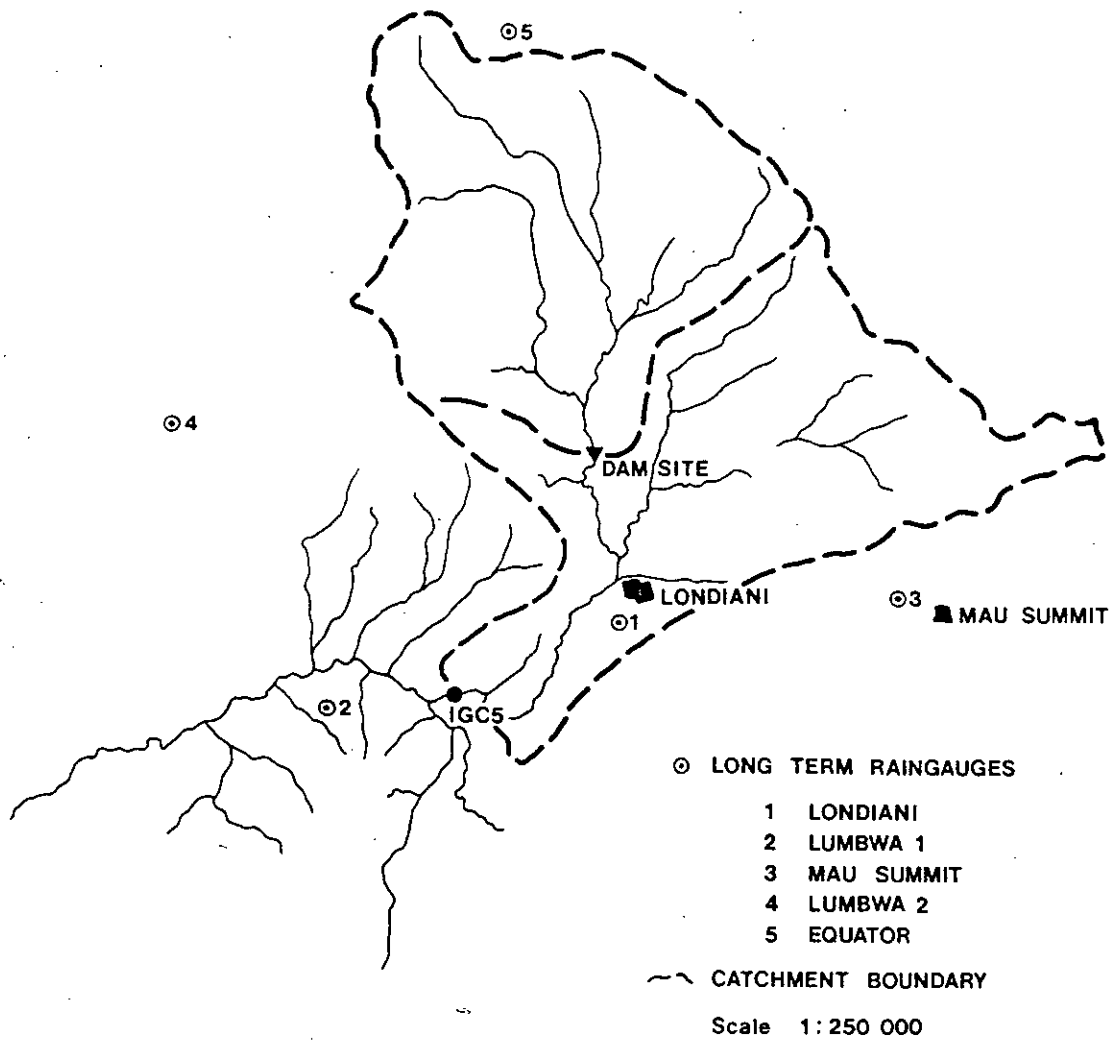 5
4
DAM SITE
LONDIANI
1
3
MAU SUMMIT
2
IGC5
LONG TERM RAINGAUGES
1 LONDIANI
2 LUMBWA 1
3 MAU SUMMIT
4 LUMBWA 2
5 EQUATOR
CATCHMENT BOUNDARY
Scale 1:250 000